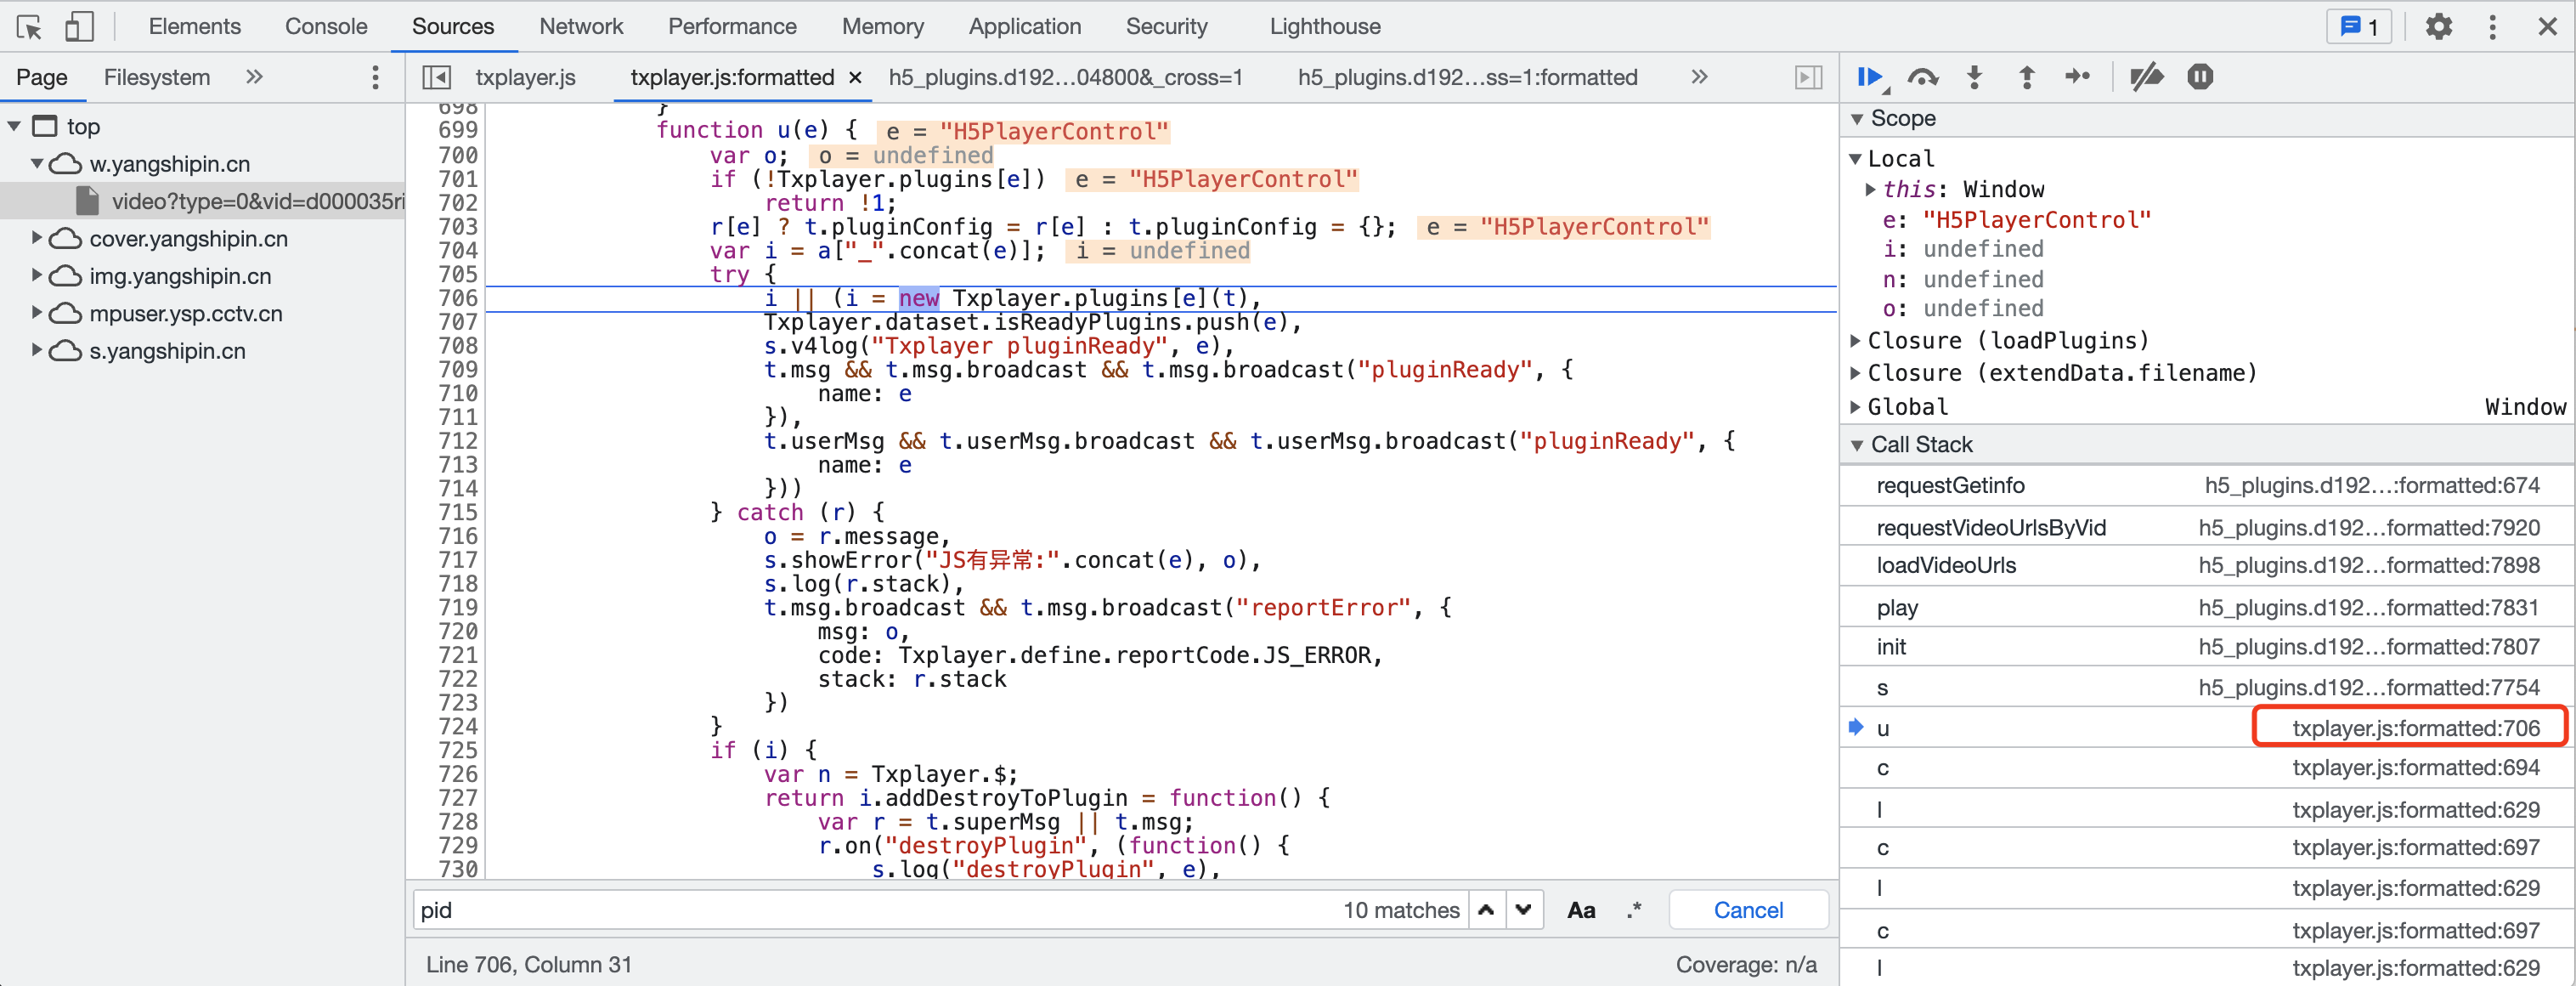 Elements Console Sources Network Performance Memory Application Security Lighthouse 1
Page Filesystem
top
w.yangshipin.cn
video?type=0&vid=d000035ri
cover.yangshipin.cn
img.yangshipin.cn
mpuser.ysp.cctv.cn
s.yangshipin.cn
txplayer.js txplayer.js:formatted × h5_plugins.d192…04800&_cross=1 h5_plugins.d192…ss=1:formatted
698 }
699 function u(e) { e = "H5PlayerControl"
700 var o; o = undefined
701 if (!Txplayer.plugins[e]) e = "H5PlayerControl"
702 return !1;
703 r[e] ? t.pluginConfig = r[e] : t.pluginConfig = {}; e = "H5PlayerControl"
704 var i = a["_".concat(e)]; i = undefined
705 try {
706 i || (i = new Txplayer.plugins[e](t),
707 Txplayer.dataset.isReadyPlugins.push(e),
708 s.v4log("Txplayer pluginReady", e),
709 t.msg && t.msg.broadcast && t.msg.broadcast("pluginReady", {
710 name: e
711 }),
712 t.userMsg && t.userMsg.broadcast && t.userMsg.broadcast("pluginReady", {
713 name: e
714 }))
715 } catch (r) {
716 o = r.message,
717 s.showError("JS有异常:".concat(e), o),
718 s.log(r.stack),
719 t.msg.broadcast && t.msg.broadcast("reportError", {
720 msg: o,
721 code: Txplayer.define.reportCode.JS_ERROR,
722 stack: r.stack
723 })
724 }
725 if (i) {
726 var n = Txplayer.$;
727 return i.addDestroyToPlugin = function() {
728 var r = t.superMsg || t.msg;
729 r.on("destroyPlugin", (function() {
730 s.log("destroyPlugin", e),
pid 10 matches Aa .* Cancel
Line 706, Column 31 Coverage: n/a
Scope
Local
this: Window
e: "H5PlayerControl"
i: undefined
n: undefined
o: undefined
Closure (loadPlugins)
Closure (extendData.filename)
Global Window
Call Stack
requestGetinfo h5_plugins.d192…:formatted:674
requestVideoUrlsByVid h5_plugins.d192…formatted:7920
loadVideoUrls h5_plugins.d192…formatted:7898
play h5_plugins.d192…formatted:7831
init h5_plugins.d192…formatted:7807
s h5_plugins.d192…formatted:7754
u txplayer.js:formatted:706
c txplayer.js:formatted:694
l txplayer.js:formatted:629
c txplayer.js:formatted:697
l txplayer.js:formatted:629
c txplayer.js:formatted:697
l txplayer.js:formatted:629